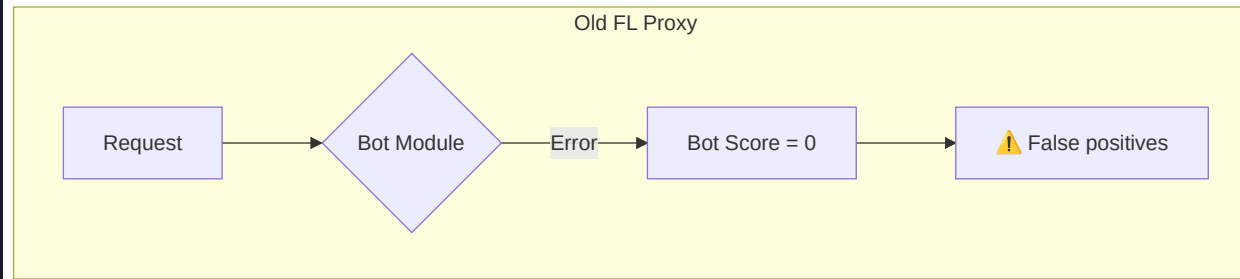 Old FL Proxy
Request
Bot Module
Error
Bot Score = 0
⚠️ False positives